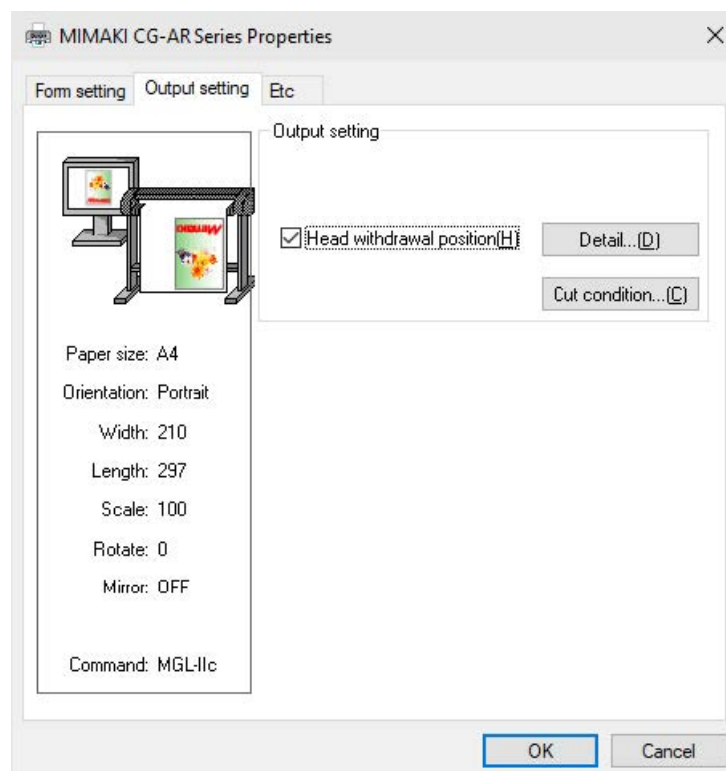 MIMAKI CG-AR Series Properties
Form setting Output setting Etc
Output setting
MIMAKI
Head withdrawal position(H) Detail...(D)
Cut condition...(C)
Paper size: A4
Orientation: Portrait
Width: 210
Length: 297
Scale: 100
Rotate: 0
Mirror: OFF
Command: MGL-IIc
OK Cancel